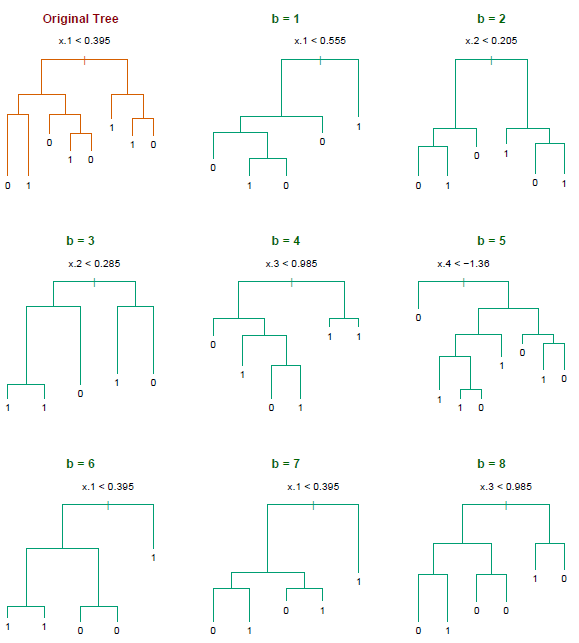 Original Tree
x.1 < 0.395
1
0
1 0
1 0
0 1
b = 1
x.1 < 0.555
1
0
0
1 0
b = 2
x.2 < 0.205
0 1
0 1
0 1
b = 3
x.2 < 0.285
1 0
0
1 1
b = 4
x.3 < 0.985
1 1
0
1
0 1
b = 5
x.4 < −1.36
0
0
1
1 0
1
1 0
b = 6
x.1 < 0.395
1
1 1 0 0
b = 7
x.1 < 0.395
1
0 1
0 1
b = 8
x.3 < 0.985
1 0
0 0
0 1